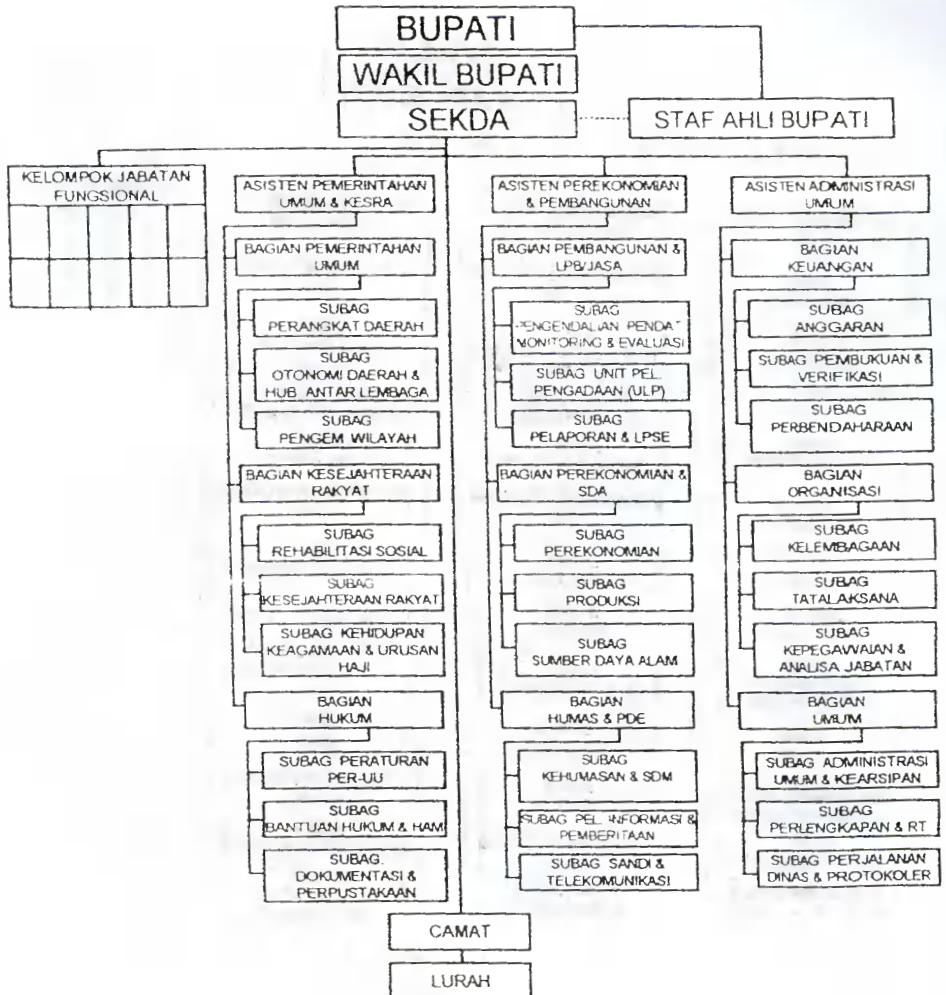 BUPATI
WAKIL BUPATI
SEKDA
STAF AHLI BUPATI
KELOMPOK JABATAN
FUNGSIONAL
ASISTEN PEMERINTAHAN
UMUM & KESRA
BAGIAN PEMERINTAHAN
UMUM
SUBAG
PERANGKAT DAERAH
SUBAG
OTONOMI DAERAH &
HUB. ANTAR LEMBAGA
SUBAG
PENGEM WILAYAH
BAGIAN KESEJAHTERAAN
RAKYAT
SUBAG
REHABILITASI SOSIAL
SUBAG
KESEJAHTERAAN RAKYAT
SUBAG KEHIDUPAN
KEAGAMAAN & URUSAN
HAJI
BAGIAN
HUKUM
SUBAG PERATURAN
PER-UU
SUBAG
BANTUAN HUKUM & HAM
SUBAG.
DOKUMENTASI &
PERPUSTAKAAN
ASISTEN PEREKONOMIAN
& PEMBANGUNAN
BAGIAN PEMBANGUNAN &
LPB/JASA
SUBAG
PENGENDALIAN PENDAT
MONITORING & EVALUASI
SUBAG UNIT PEL.
PENGADAAN (ULP)
SUBAG
PELAPORAN & LPSE
BAGIAN PEREKONOMIAN &
SDA
SUBAG
PEREKONOMIAN
SUBAG
PRODUKSI
SUBAG
SUMBER DAYA ALAM
BAGIAN
HUMAS & PDE
SUBAG
KEHUMASAN & SDM
SUBAG PEL. INFORMASI &
PEMBERITAAN
SUBAG SANDI &
TELEKOMUNIKASI
ASISTEN ADMINISTRASI
UMUM
BAGIAN
KEUANGAN
SUBAG
ANGGARAN
SUBAG PEMBUKUAN &
VERIFIKASI
SUBAG
PERBENDAHARAAN
BAGIAN
ORGANISASI
SUBAG
KELEMBAGAAN
SUBAG
TATALAKSANA
SUBAG
KEPEGAWAIAN &
ANALISA JABATAN
BAGIAN
UMUM
SUBAG ADMINISTRASI
UMUM & KEARSIPAN
SUBAG
PERLENGKAPAN & RT
SUBAG PERJALANAN
DINAS & PROTOKOLER
CAMAT
LURAH